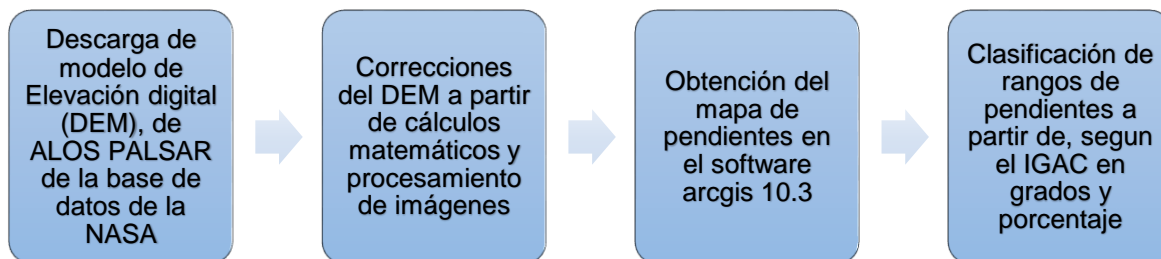 Descarga de
modelo de
Elevación digital
(DEM), de
ALOS PALSAR
de la base de
datos de la
NASA
Correcciones
del DEM a partir
de cálculos
matemáticos y
procesamiento
de imágenes
Obtención del
mapa de
pendientes en
el software
arcgis 10.3
Clasificación de
rangos de
pendientes a
partir de, segun
el IGAC en
grados y
porcentaje